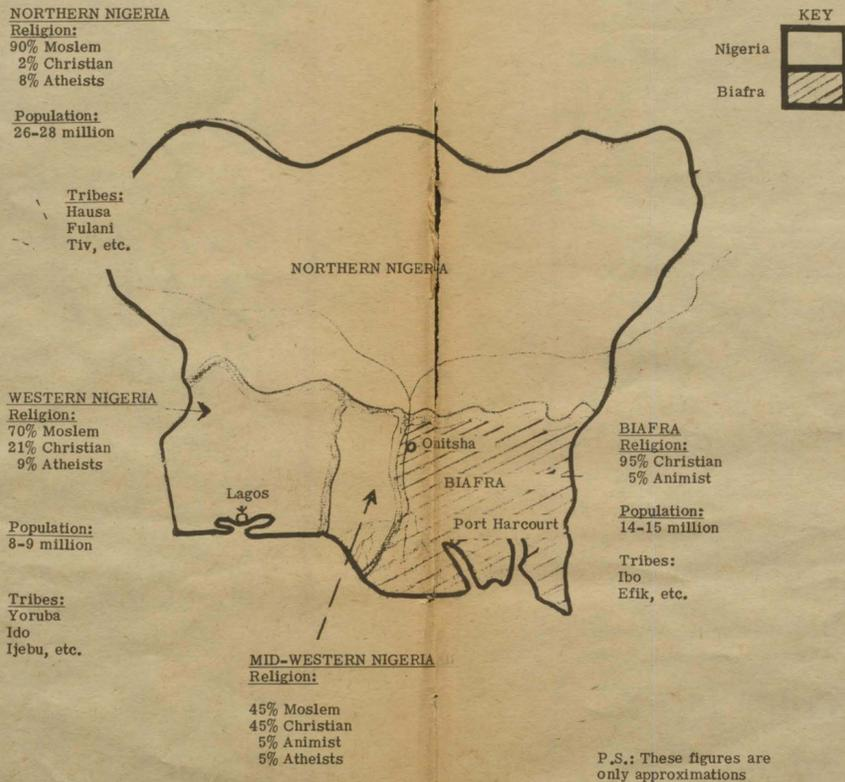 NORTHERN NIGERIA
Religion:
90% Moslem
2% Christian
8% Atheists
Population:
26-28 million
Tribes:
Hausa
Fulani
Tiv, etc.
KEY
Nigeria
Biafra
NORTHERN NIGERIA
WESTERN NIGERIA
Religion:
70% Moslem
21% Christian
9% Atheists
Population:
8-9 million
Tribes:
Yoruba
Ido
Ijebu, etc.
Lagos
Onitsha
BIAFRA
Port Harcourt
BIAFRA
Religion:
95% Christian
5% Animist
Population:
14-15 million
Tribes:
Ibo
Efik, etc.
MID-WESTERN NIGERIA
Religion:
45% Moslem
45% Christian
5% Animist
5% Atheists
P.S.: These figures are
only approximations